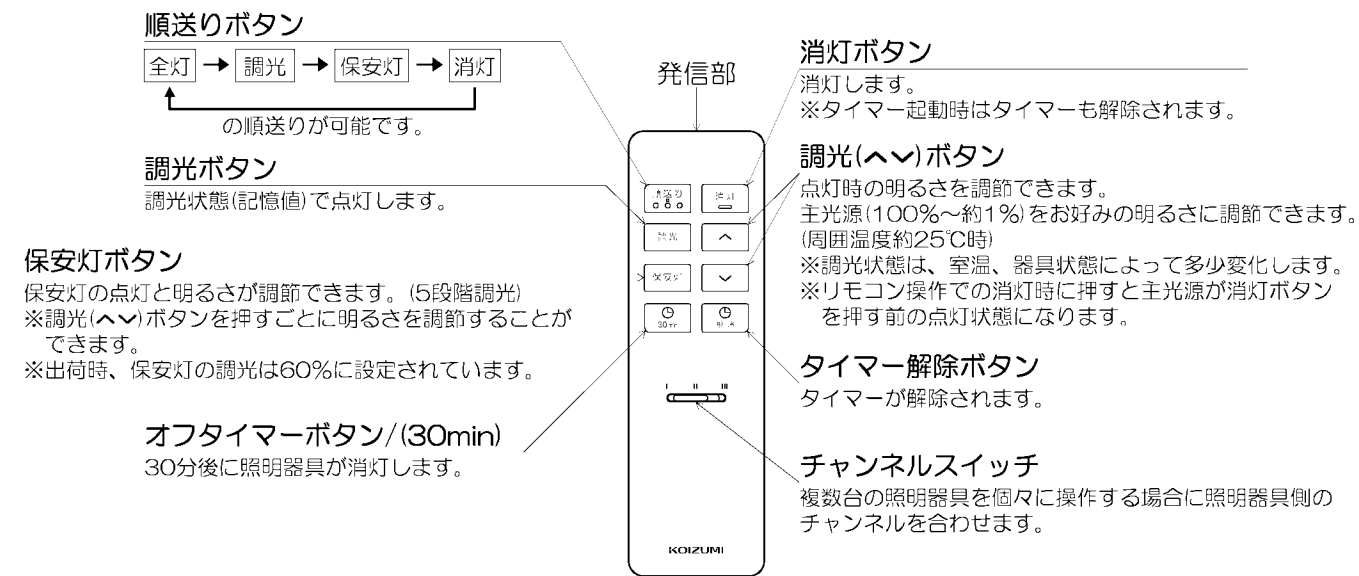 順送りボタン
全灯 → 調光 → 保安灯 → 消灯
の順送りが可能です。
調光ボタン
調光状態(記憶値)で点灯します。
保安灯ボタン
保安灯の点灯と明るさが調節できます。(5段階調光)
※調光(へ∨)ボタンを押すごとに明るさを調節することが
できます。
※出荷時、保安灯の調光は60%に設定されています。
オフタイマーボタン/(30min)
30分後に照明器具が消灯します。
発信部
順送り
消灯
調光
保安灯
30min
I II III
KOIZUMI
消灯ボタン
消灯します。
※タイマー起動時はタイマーも解除されます。
調光(へ∨)ボタン
点灯時の明るさを調節できます。
主光源(100%〜約1%)をお好みの明るさに調節できます。
(周囲温度約25℃時)
※調光状態は、室温、器具状態によって多少変化します。
※リモコン操作での消灯時に押すと主光源が消灯ボタン
を押す前の点灯状態になります。
タイマー解除ボタン
タイマーが解除されます。
チャンネルスイッチ
複数台の照明器具を個々に操作する場合に照明器具側の
チャンネルを合わせます。